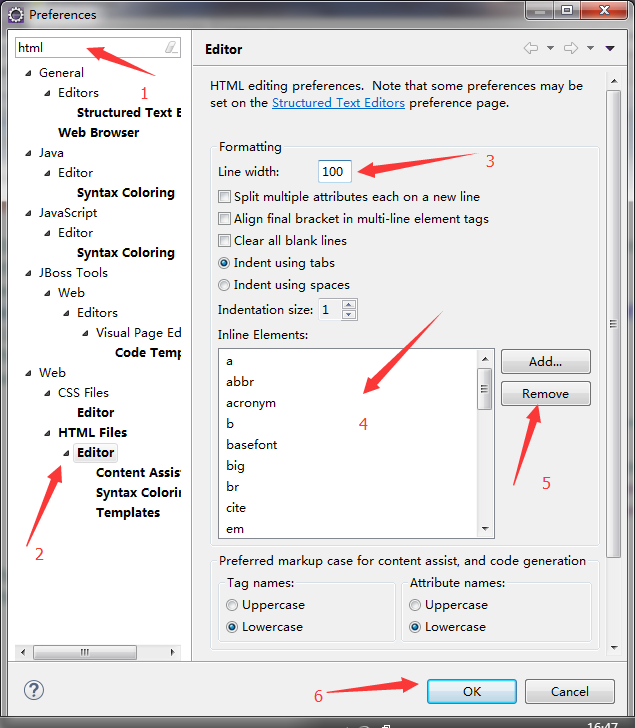 Preferences
html
1
General
Editors
Structured Text E
Web Browser
Java
Editor
Syntax Coloring
JavaScript
Editor
Syntax Coloring
JBoss Tools
Web
Editors
Visual Page Ed
Code Temp
Web
CSS Files
Editor
HTML Files
Editor
Content Assis
Syntax Colorin
Templates
2
Editor
HTML editing preferences. Note that some preferences may be
set on the Structured Text Editors preference page.
Formatting
Line width: 100
3
Split multiple attributes each on a new line
Align final bracket in multi-line element tags
Clear all blank lines
Indent using tabs
Indent using spaces
Indentation size: 1
Inline Elements:
a
abbr
acronym
b
basefont
big
br
cite
em
4
Add...
Remove
5
Preferred markup case for content assist, and code generation
Tag names:
Uppercase
Lowercase
Attribute names:
Uppercase
Lowercase
?
6
OK
Cancel
16:47